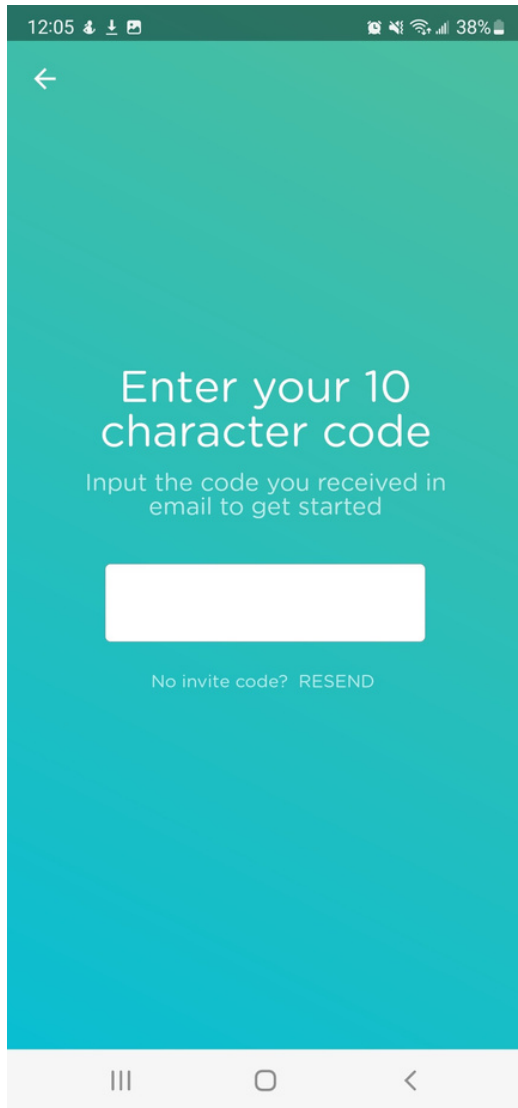 12:05
38%
Enter your 10
character code
Input the code you received in
email to get started
No invite code? RESEND